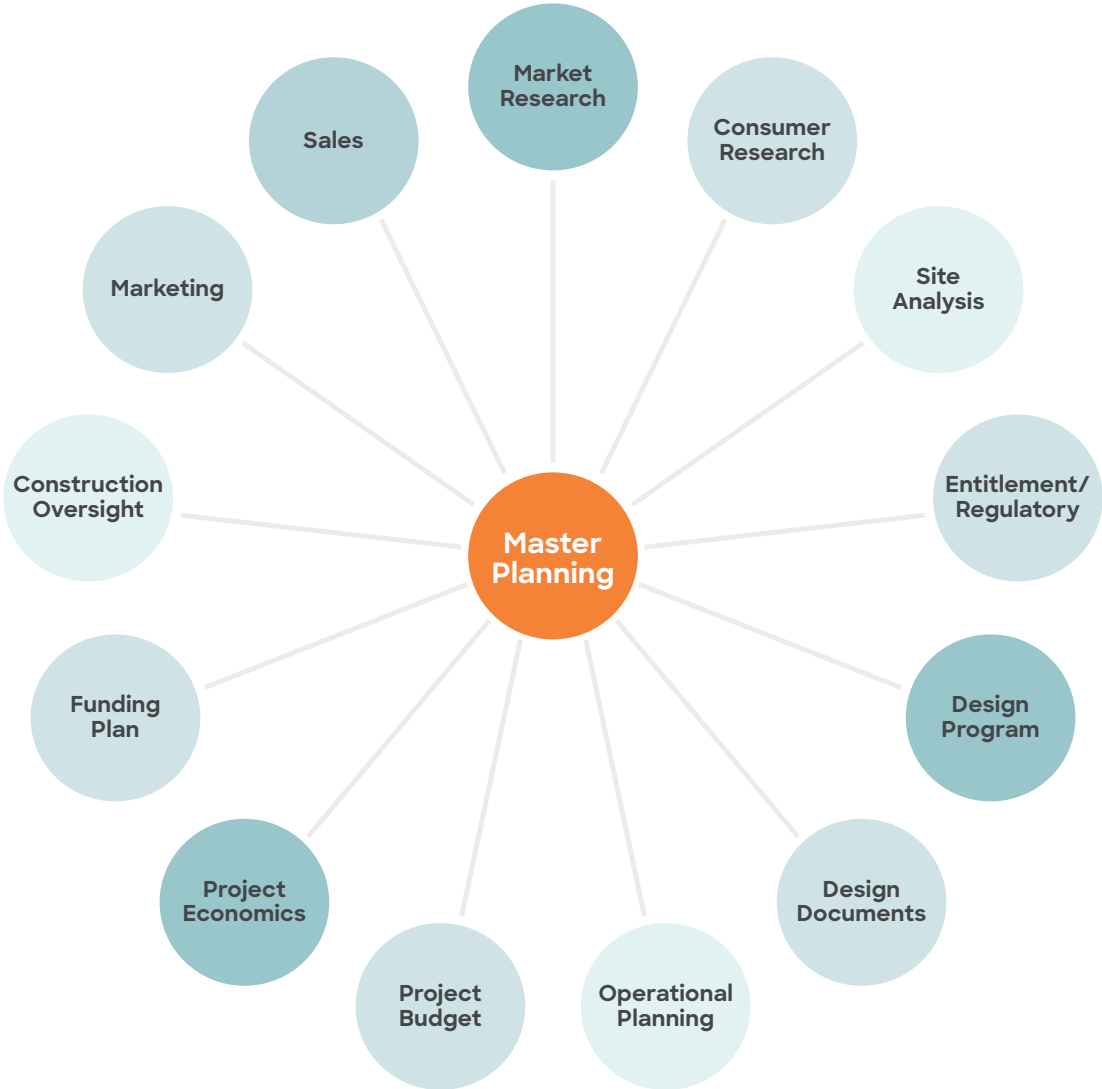 Market
Research
Consumer
Research
Site
Analysis
Entitlement/
Regulatory
Design
Program
Design
Documents
Operational
Planning
Project
Budget
Project
Economics
Funding
Plan
Construction
Oversight
Marketing
Sales
Master
Planning